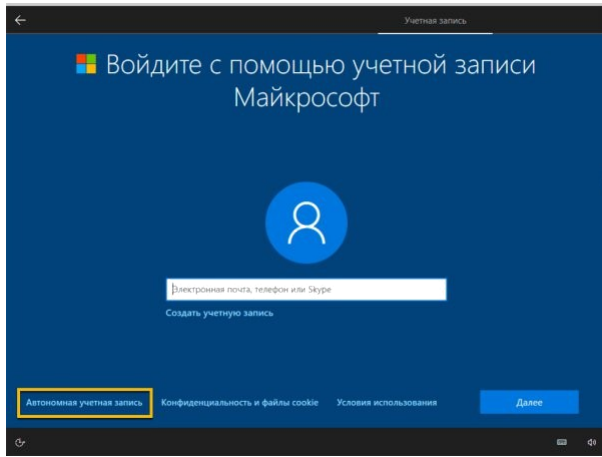 Учетная запись
Войдите с помощью учетной записи
Майкрософт
Электронная почта, телефон или Skype
Создать учетную запись
Автономная учетная запись Конфиденциальность и файлы cookie Условия использования Далее